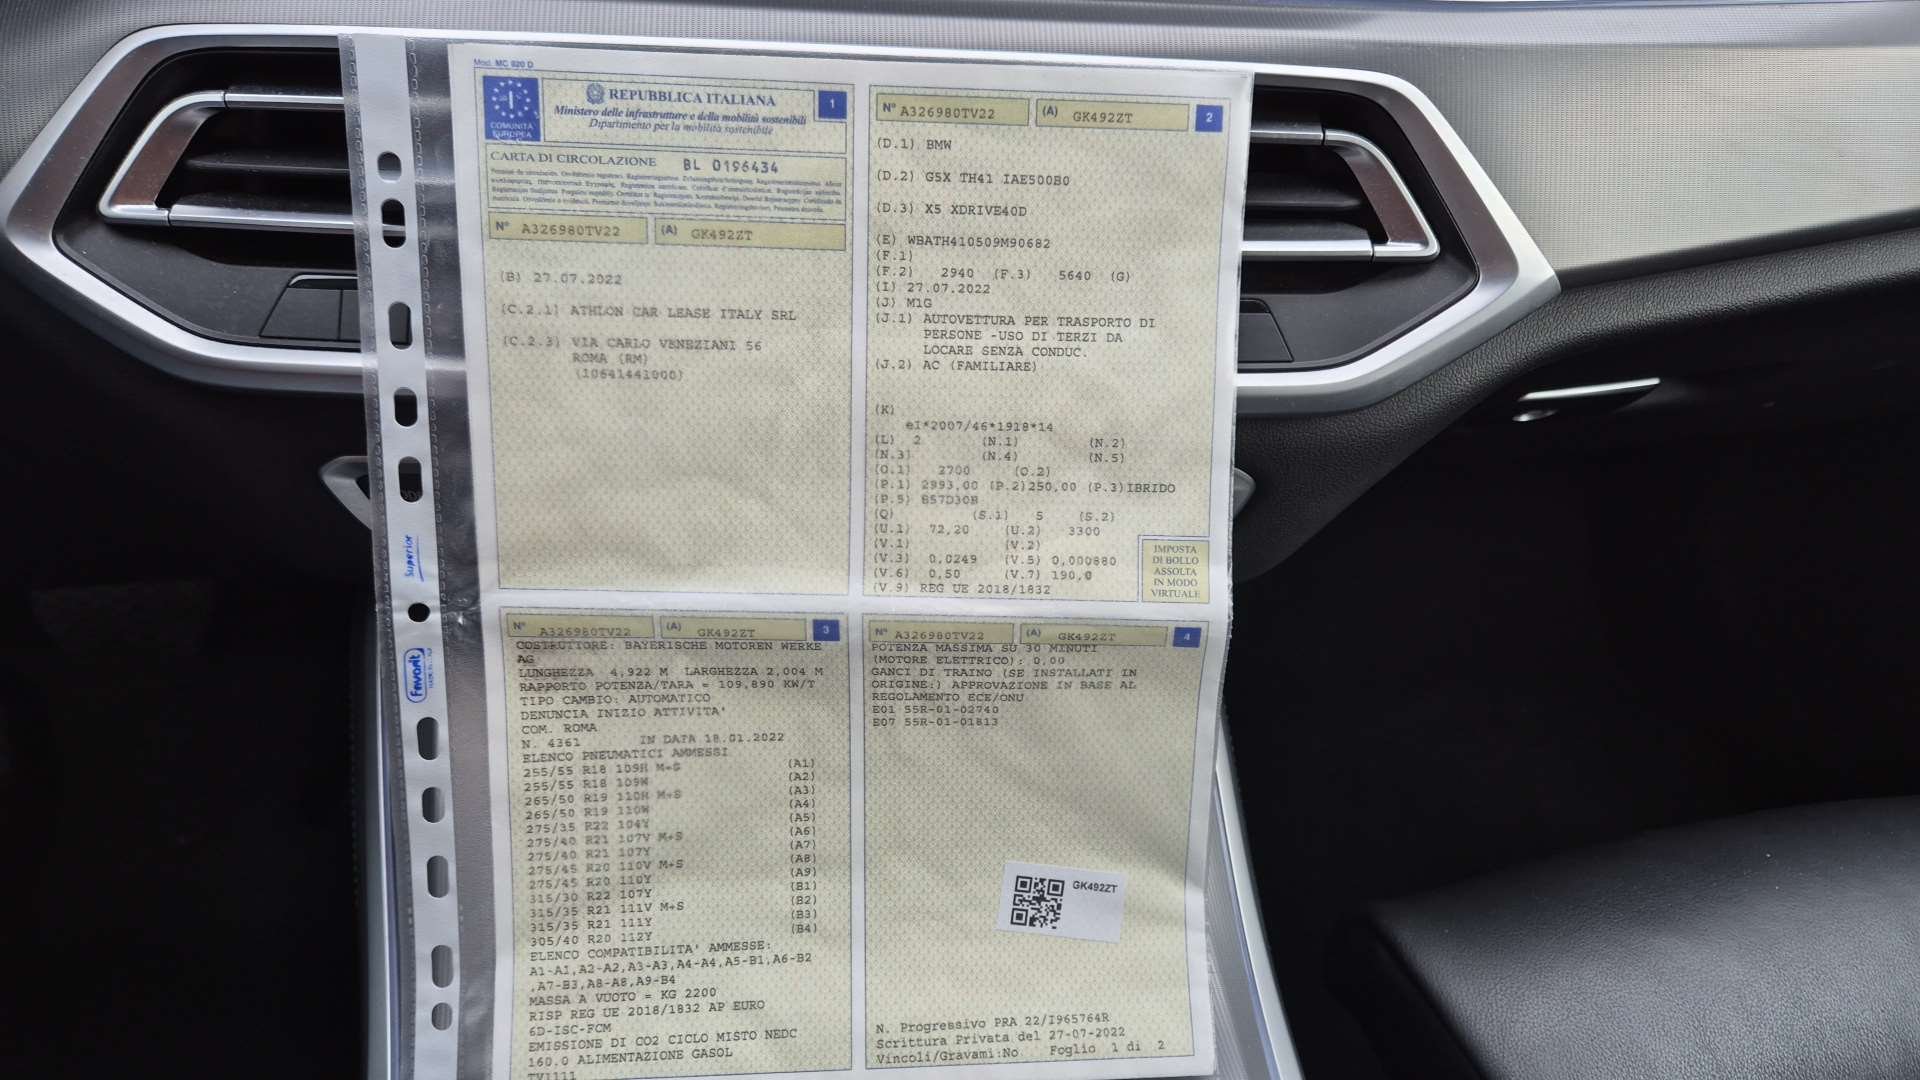 Mod. MC 820 D
COMUNITÀ EUROPEA
I
REPUBBLICA ITALIANA
1
Ministero delle infrastrutture e della mobilità sostenibili
Dipartimento per la mobilità sostenibile
CARTA DI CIRCOLAZIONE BL 0196434
N° A326980TV22 (A) GK492ZT
(B) 27.07.2022
(C.2.1) ATHLON CAR LEASE ITALY SRL
(C.2.3) VIA CARLO VENEZIANI 56
ROMA (RM)
(10641441000)
N° A326980TV22 (A) GK492ZT 2
(D.1) BMW
(D.2) G5X TH41 IAE500B0
(D.3) X5 XDRIVE40D
(E) WBATH410509M90682
(F.1)
(F.2) 2940 (F.3) 5640 (G)
(I) 27.07.2022
(J) M1G
(J.1) AUTOVETTURA PER TRASPORTO DI
PERSONE -USO DI TERZI DA
LOCARE SENZA CONDUC.
(J.2) AC (FAMILIARE)
(K)
e1*2007/46*1918*14
(L) 2 (N.1) (N.2)
(N.3) (N.4) (N.5)
(O.1) 2700 (O.2)
(P.1) 2993,00 (P.2)250,00 (P.3)IBRIDO
(P.5) B57D30B
(Q) (S.1) 5 (S.2)
(U.1) 72,20 (U.2) 3300
(V.1) (V.2)
(V.3) 0,0249 (V.5) 0,000880
(V.6) 0,50 (V.7) 190,0
(V.9) REG UE 2018/1832
IMPOSTA
DI BOLLO
ASSOLTA
IN MODO
VIRTUALE
N° A326980TV22 (A) GK492ZT 3
COSTRUTTORE: BAYERISCHE MOTOREN WERKE
AG
LUNGHEZZA 4,922 M LARGHEZZA 2,004 M
RAPPORTO POTENZA/TARA = 109,890 KW/T
TIPO CAMBIO: AUTOMATICO
DENUNCIA INIZIO ATTIVITA'
COM. ROMA
N. 4361 IN DATA 18.01.2022
ELENCO PNEUMATICI AMMESSI
255/55 R18 109H M+S (A1)
255/55 R18 109W (A2)
265/50 R19 110H M+S (A3)
265/50 R19 110W (A4)
275/35 R22 104Y (A5)
275/40 R21 107V M+S (A6)
275/40 R21 107Y (A7)
275/45 R20 110V M+S (A8)
275/45 R20 110Y (A9)
315/30 R22 107Y (B1)
315/35 R21 111V M+S (B2)
315/35 R21 111Y (B3)
305/40 R20 112Y (B4)
ELENCO COMPATIBILITA' AMMESSE:
A1-A1,A2-A2,A3-A3,A4-A4,A5-B1,A6-B2
,A7-B3,A8-A8,A9-B4
MASSA A VUOTO = KG 2200
RISP REG UE 2018/1832 AP EURO
6D-ISC-FCM
EMISSIONE DI CO2 CICLO MISTO NEDC
160.0 ALIMENTAZIONE GASOL
TV1111
N° A326980TV22 (A) GK492ZT 4
POTENZA MASSIMA SU 30 MINUTI
(MOTORE ELETTRICO): 0,00
GANCI DI TRAINO (SE INSTALLATI IN
ORIGINE:) APPROVAZIONE IN BASE AL
REGOLAMENTO ECE/ONU
E01 55R-01-02740
E07 55R-01-01813
GK492ZT
N. Progressivo PRA 22/I965764R
Scrittura Privata del 27-07-2022
Vincoli/Gravami:No Foglio 1 di 2
Superior
Favorit